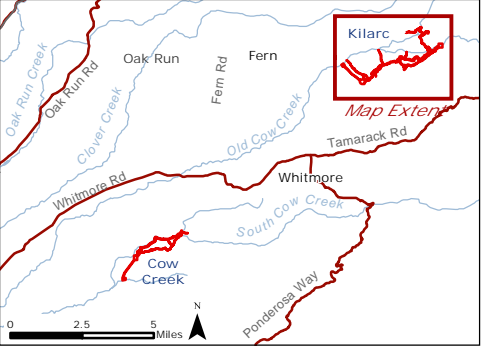 Kilarc
Map Extent
Oak Run Creek
Oak Run Rd
Oak Run
Fern
Fern Rd
Clover Creek
Old Cow Creek
Tamarack Rd
Whitmore Rd
Whitmore
South Cow Creek
Cow
Creek
Ponderosa Way
N
0 2.5 5
Miles